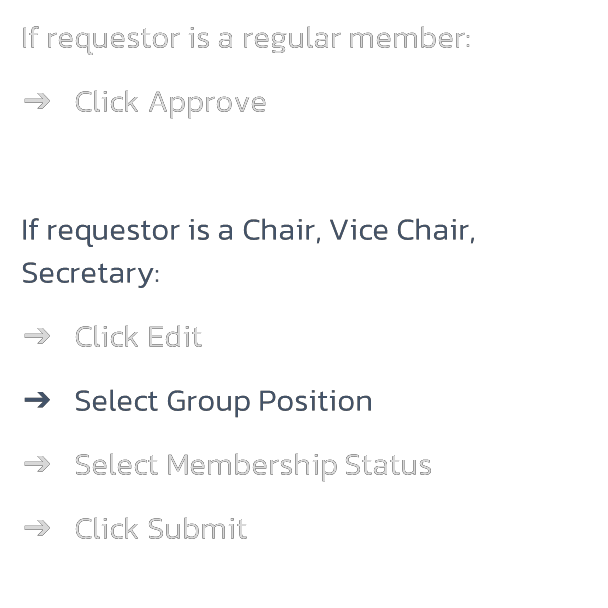 If requestor is a regular member:
➔ Click Approve
If requestor is a Chair, Vice Chair,
Secretary:
➔ Click Edit
➔ Select Group Position
➔ Select Membership Status
➔ Click Submit